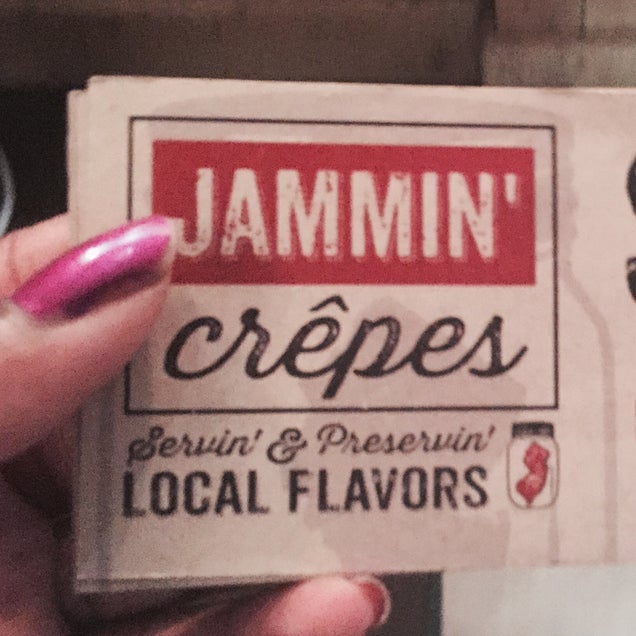 JAMMIN'
crêpes
Servin' & Preservin'
LOCAL FLAVORS